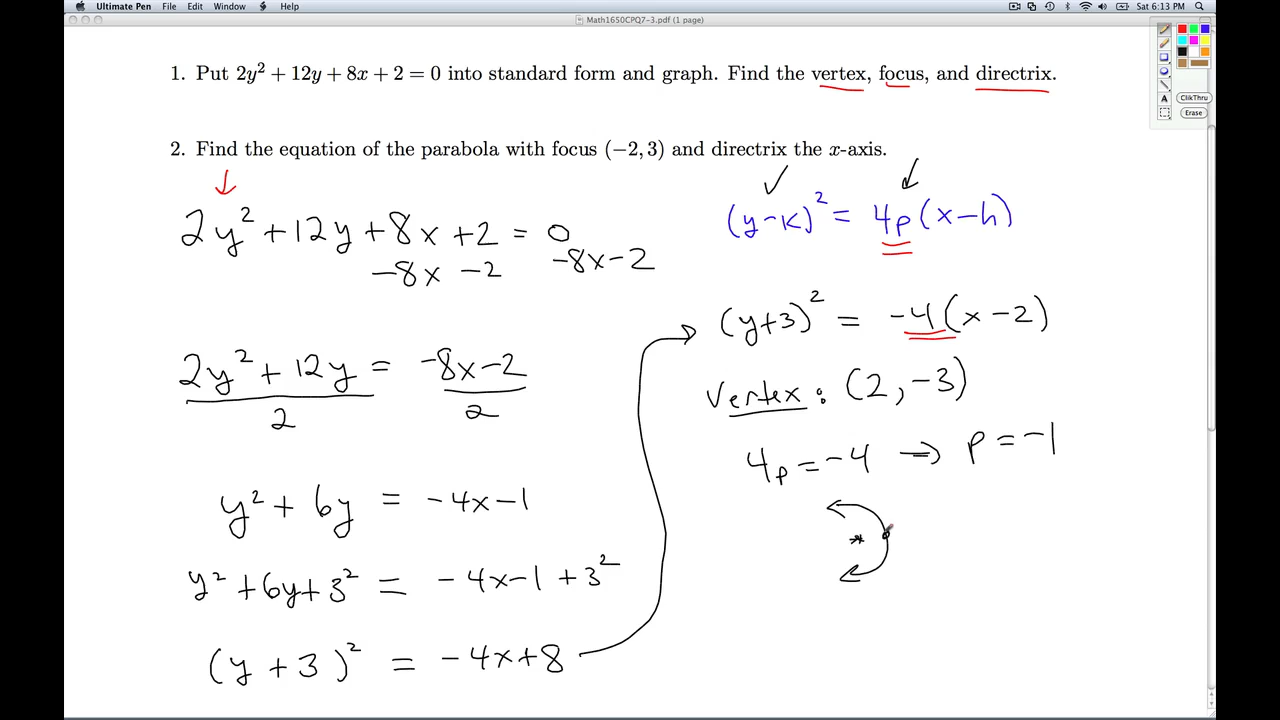 Ultimate Pen File Edit Window Help Sat 6:13 PM
Math1650CPQ7-3.pdf (1 page)
1. Put 2y² + 12y + 8x + 2 = 0 into standard form and graph. Find the vertex, focus, and directrix.
2. Find the equation of the parabola with focus (−2, 3) and directrix the x-axis.
2y² + 12y + 8x + 2 = 0
−8x −2 −8x−2
2y² + 12y = −8x−2
2 2
y² + 6y = −4x−1
y² + 6y + 3² = −4x−1 + 3²
(y + 3)² = −4x+8
(y−k)² = 4p(x−h)
(y+3)² = −4(x−2)
Vertex: (2, −3)
4p = −4 → p = −1
A
ClikThru
Erase